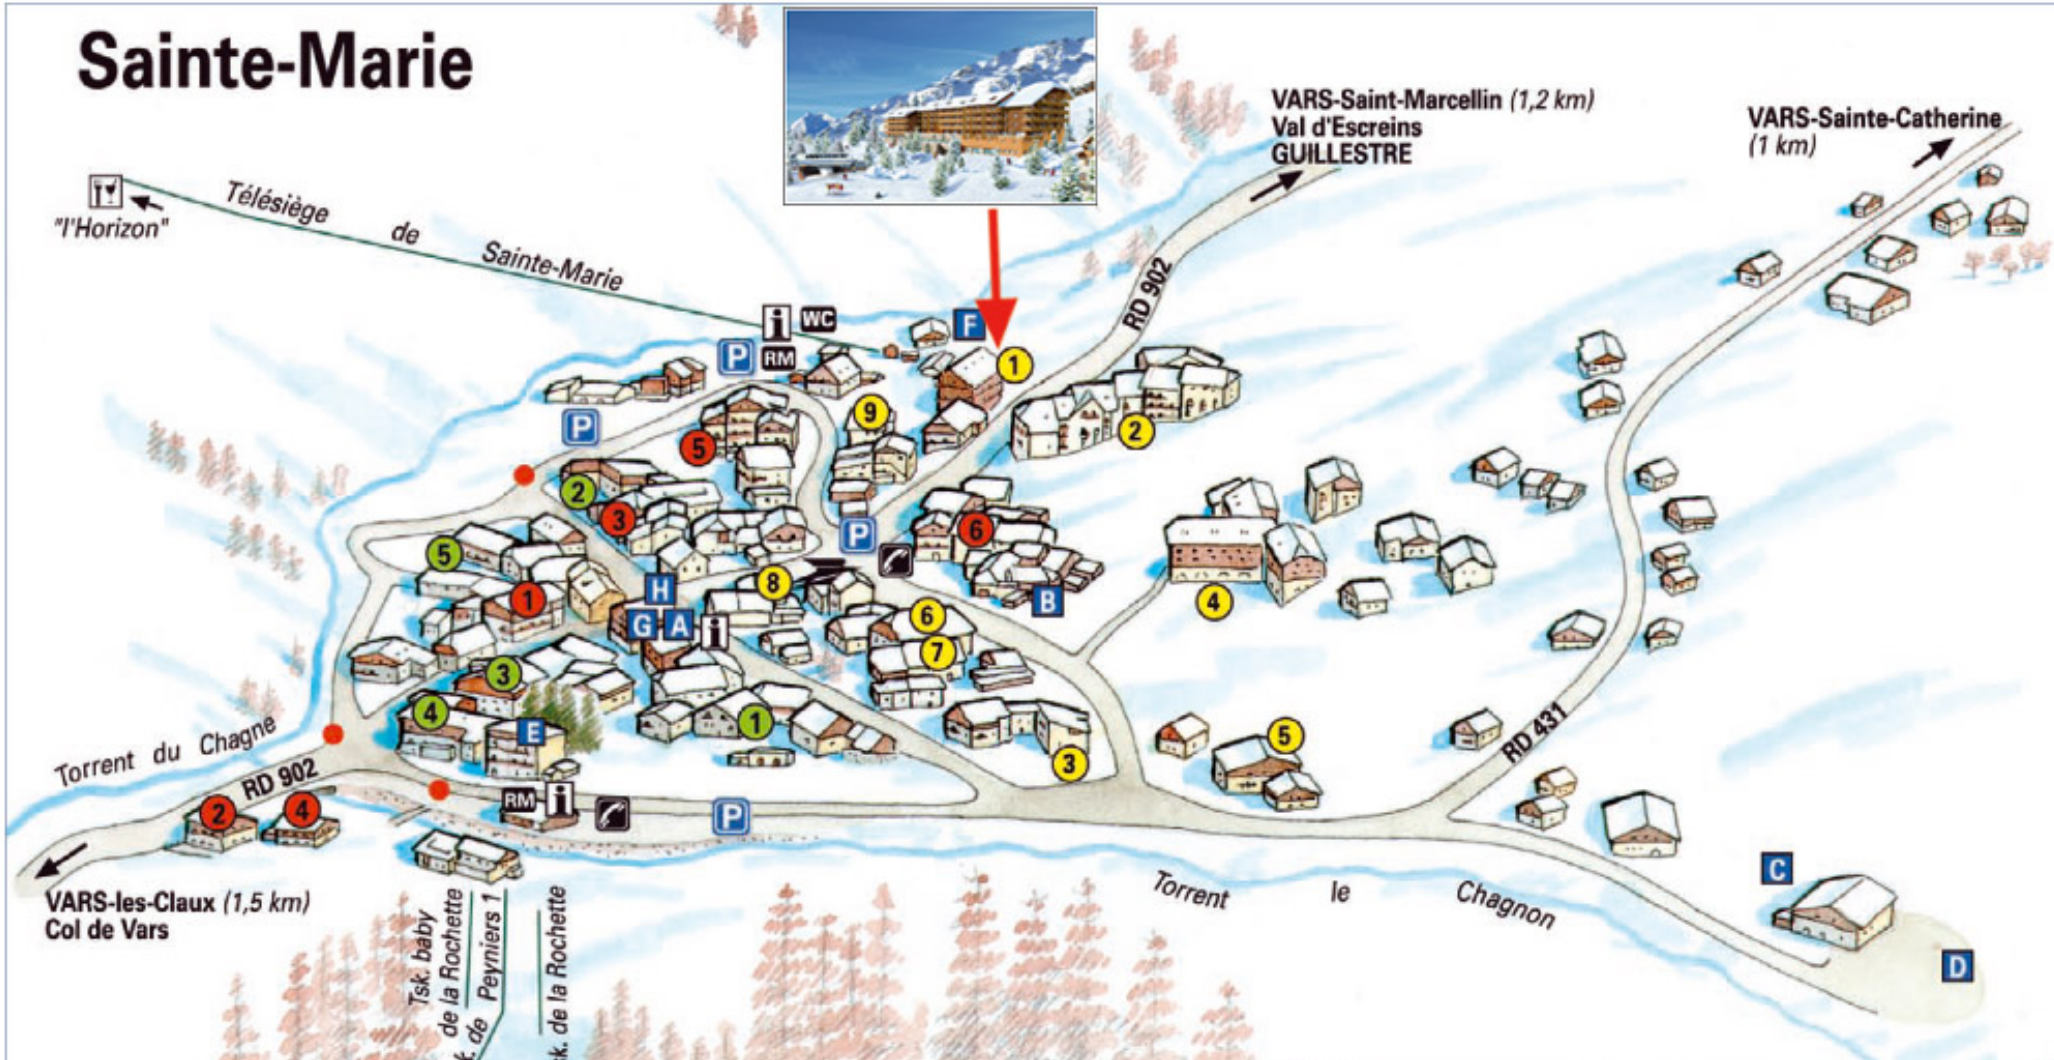 Sainte-Marie
VARS-Saint-Marcellin (1,2 km)
Val d'Escreins
GUILLESTRE
VARS-Sainte-Catherine
(1 km)
"l'Horizon"
Télésiège de Sainte-Marie
RD 902
i
WC
F
P
RM
1
9
P
5
2
2
3
6
P
5
H
8
B
4
1
G
A
i
6
7
3
4
E
1
3
5
RD 431
Torrent du Chagne
RD 902
2
4
RM
i
P
VARS-les-Claux (1,5 km)
Col de Vars
Torrent le Chagnon
C
D
Tsk. baby
de la Rochette
de Peyniers 1
de la Rochette